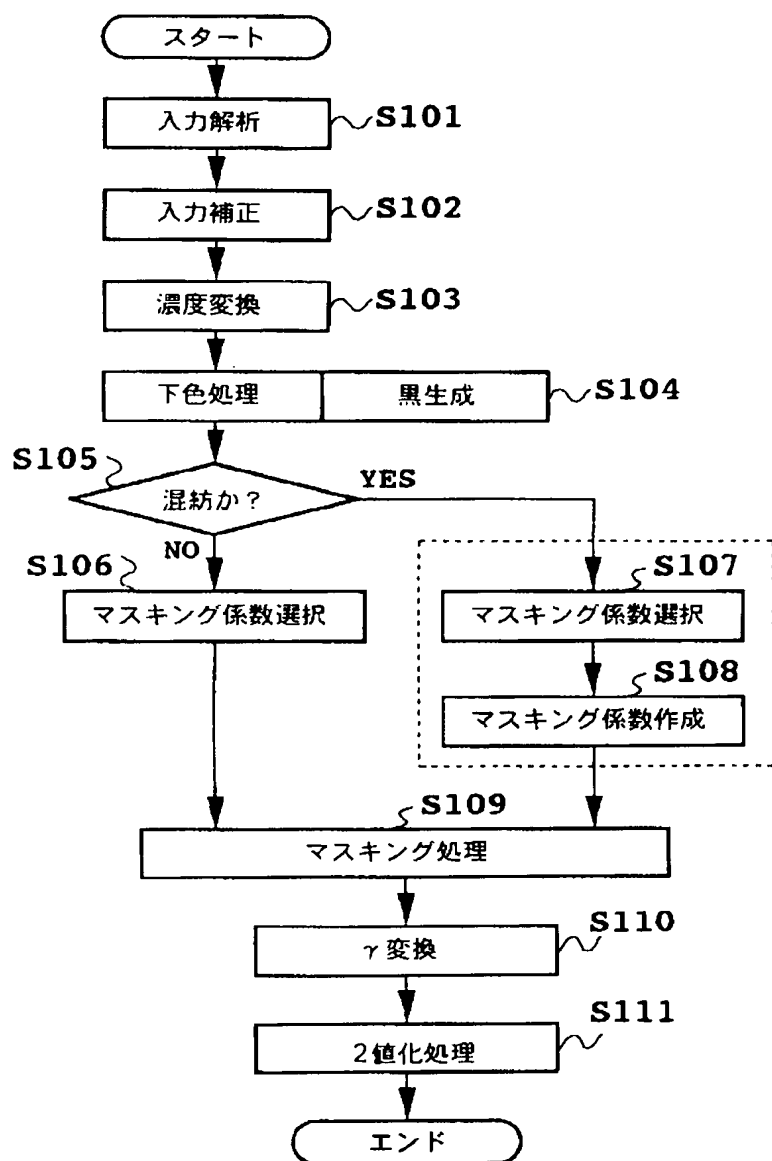 スタート
入力解析 S101
入力補正 S102
濃度変換 S103
下色処理 黒生成 S104
S105
混紡か? YES
NO
S106 S107
マスキング係数選択 マスキング係数選択
S108
マスキング係数作成
S109
マスキング処理
S110
γ変換
S111
2値化処理
エンド